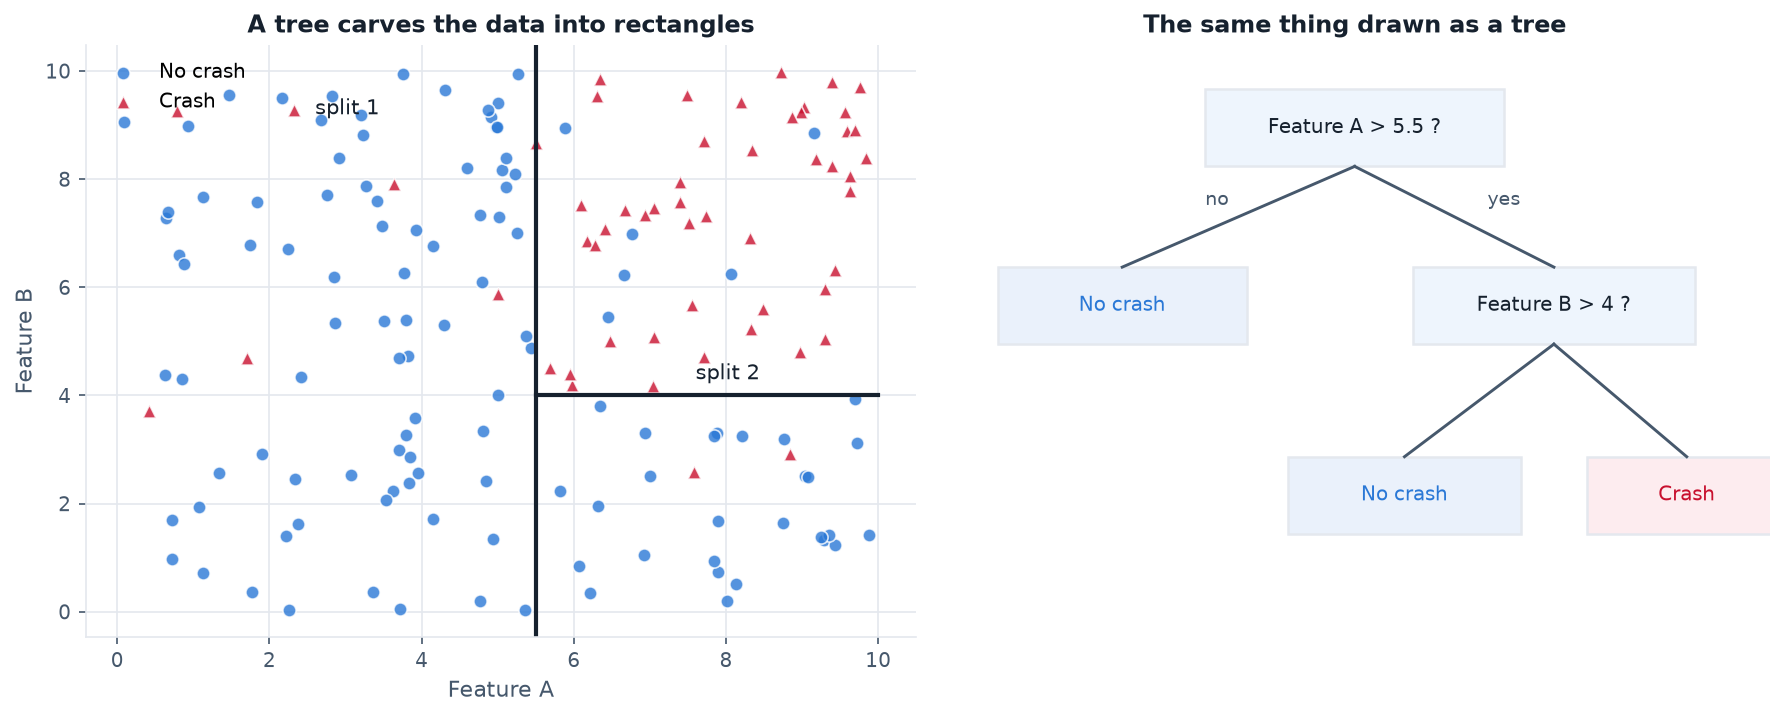 A tree carves the data into rectangles
No crash
Crash
split 1
split 2
10
8
6
4
2
0
Feature B
0
2
4
6
8
10
Feature A
The same thing drawn as a tree
Feature A > 5.5 ?
no
yes
No crash
Feature B > 4 ?
No crash
Crash